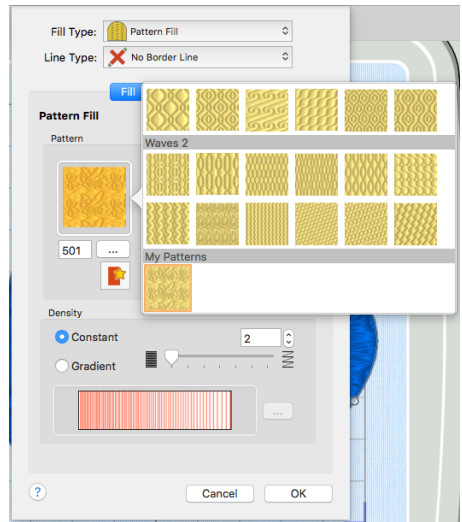 Fill Type: Pattern Fill
Line Type: No Border Line
Fill
Pattern Fill
Pattern
Waves 2
501 ...
My Patterns
Density
Constant 2
Gradient
...
? Cancel OK